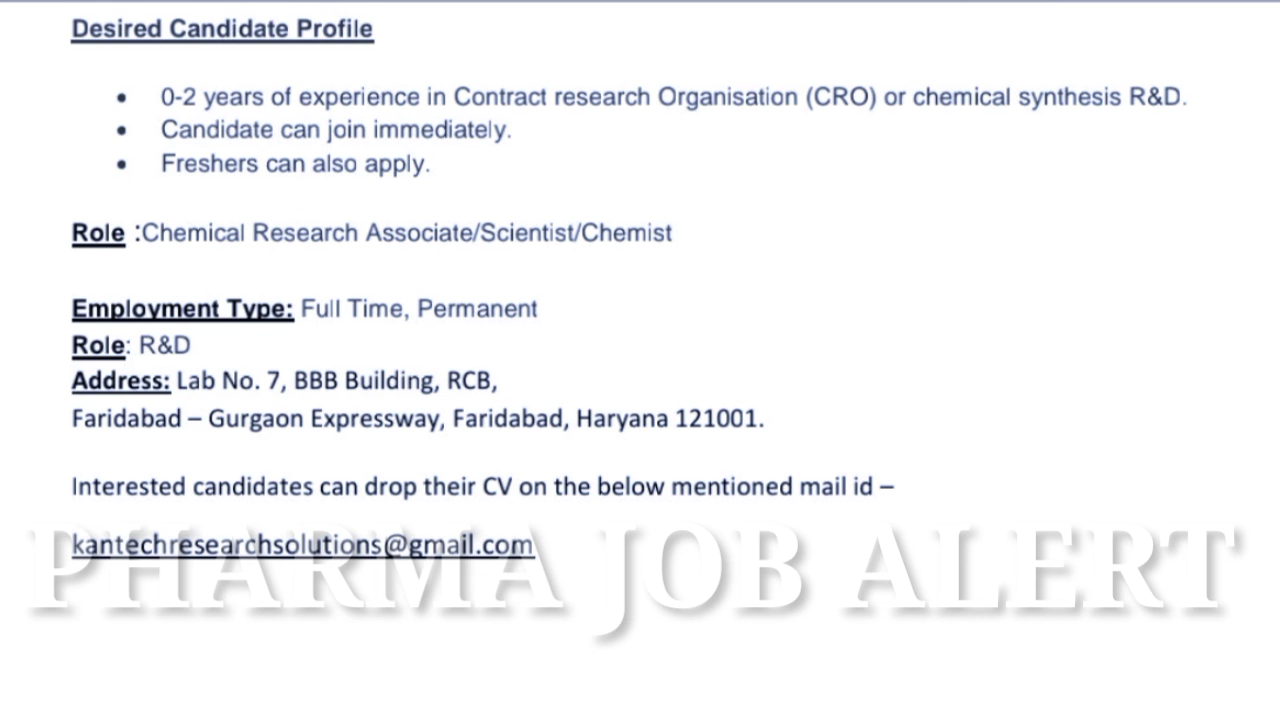 Desired Candidate Profile
• 0-2 years of experience in Contract research Organisation (CRO) or chemical synthesis R&D.
• Candidate can join immediately.
• Freshers can also apply.
Role :Chemical Research Associate/Scientist/Chemist
Employment Type: Full Time, Permanent
Role: R&D
Address: Lab No. 7, BBB Building, RCB,
Faridabad – Gurgaon Expressway, Faridabad, Haryana 121001.
Interested candidates can drop their CV on the below mentioned mail id –
kantechresearchsolutions@gmail.com
PHARMA JOB ALERT